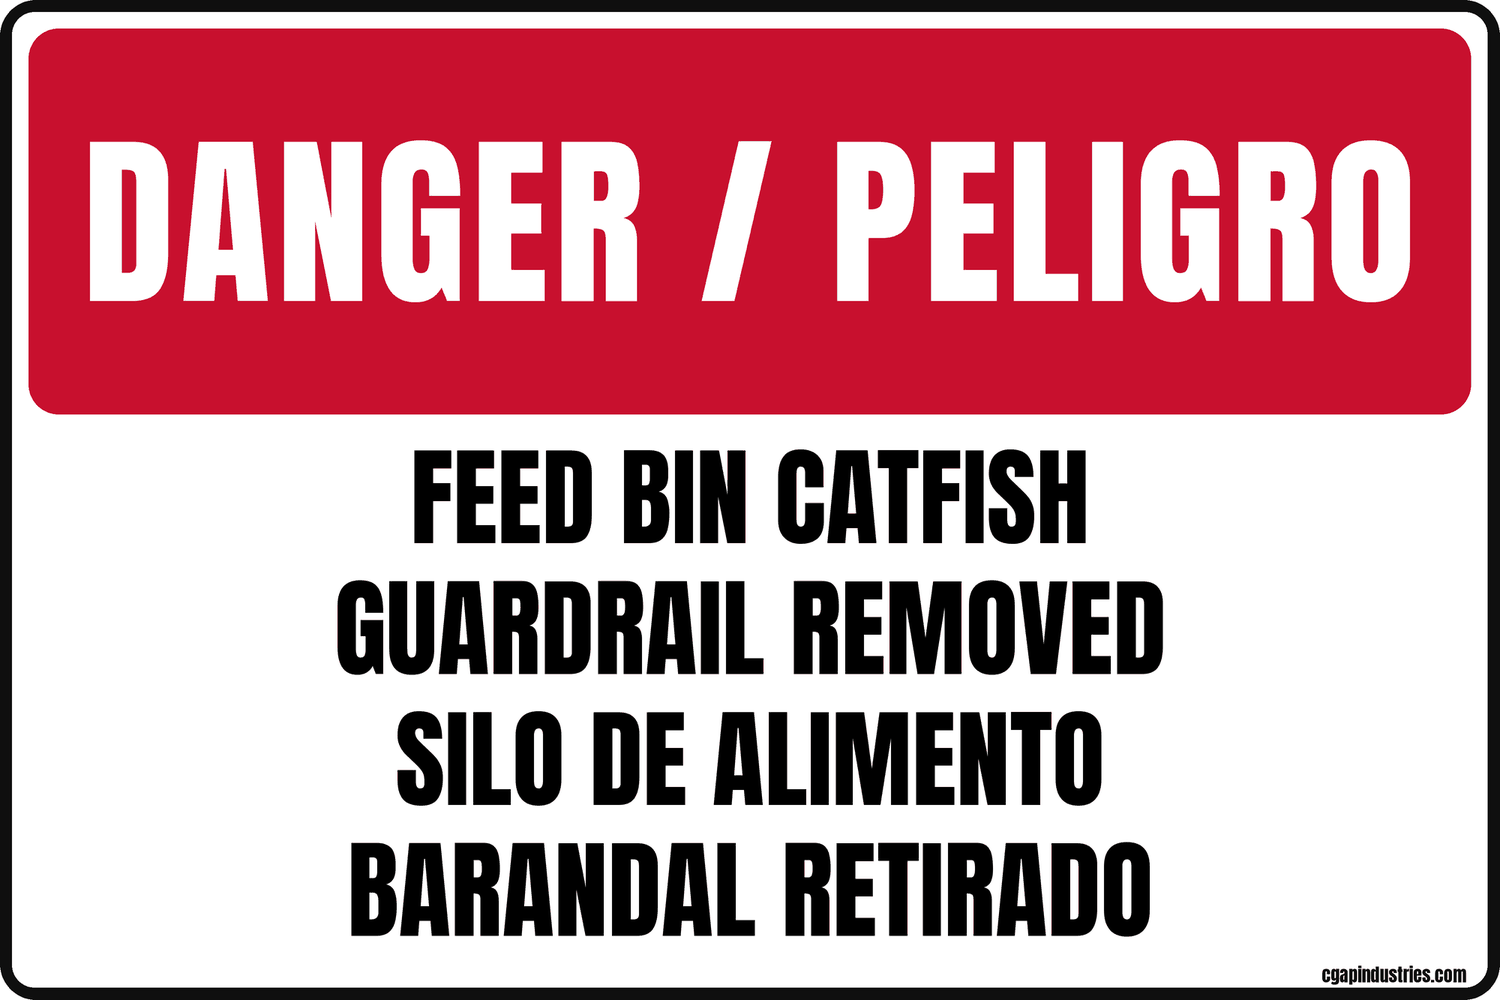 DANGER / PELIGRO
FEED BIN CATFISH
GUARDRAIL REMOVED
SILO DE ALIMENTO
BARANDAL RETIRADO
cgapindustries.com